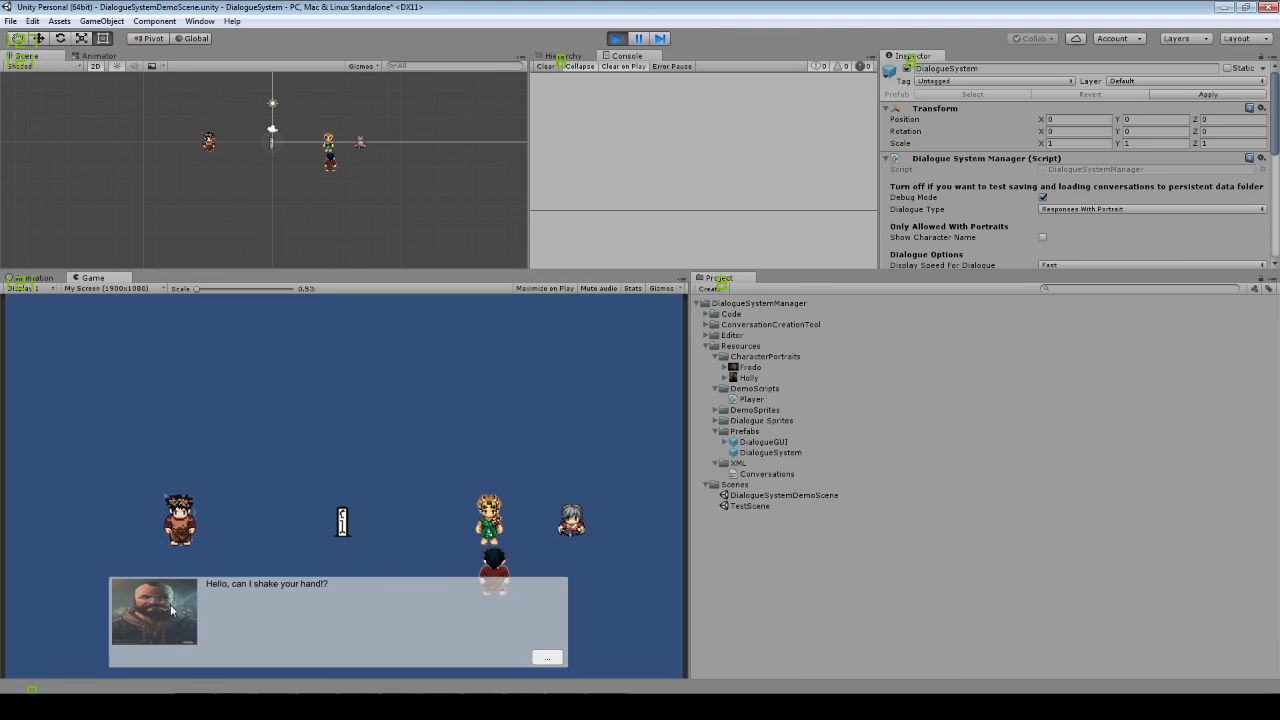 Unity Personal (64bit) - DialogueSystemDemoScene.unity - DialogueSystem - PC, Mac & Linux Standalone* <DX11>
File Edit Assets GameObject Component Window Help
Pivot Global Collab Account Layers Layout
Scene Animator Hierarchy Console Inspector
Shaded 2D Gizmos All Clear Collapse Clear on Play Error Pause 0 0 0
DialogueSystem Static
Tag Untagged Layer Default
Prefab Select Revert Apply
Transform
Position X 0 Y 0 Z 0
Rotation X 0 Y 0 Z 0
Scale X 1 Y 1 Z 1
Dialogue System Manager (Script)
Script DialogueSystemManager
Turn off if you want to test saving and loading conversations to persistent data folder
Debug Mode
Dialogue Type Responses With Portrait
Only Allowed With Portraits
Show Character Name
Dialogue Options
Display Speed For Dialogue Fast
Animation Game Project
Display 1 My Screen (1900x1080) Scale 0.53: Maximize on Play Mute audio Stats Gizmos Create
DialogueSystemManager
Code
ConversationCreationTool
Editor
Resources
CharacterPortraits
Frodo
Holly
DemoScripts
Player
DemoSprites
Dialogue Sprites
Prefabs
DialogueGUI
DialogueSystem
XML
Conversations
Scenes
DialogueSystemDemoScene
TestScene
Hello, can I shake your hand!?
...